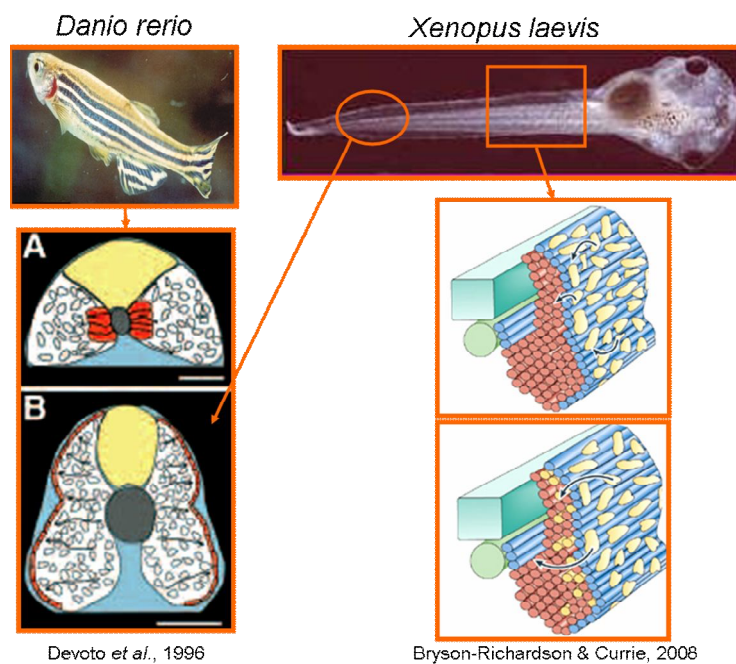 Danio rerio
Xenopus laevis
A
B
Devoto et al., 1996
Bryson-Richardson & Currie, 2008